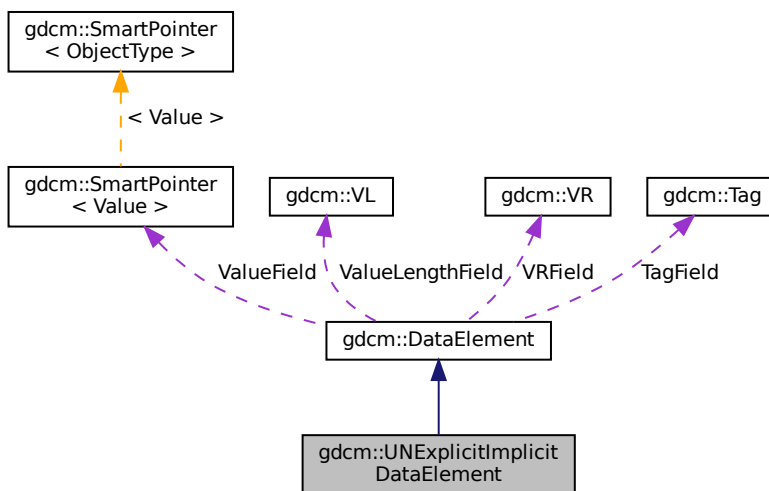 gdcm::SmartPointer
< ObjectType >
< Value >
gdcm::SmartPointer
< Value >
gdcm::VL
gdcm::VR
gdcm::Tag
ValueField
ValueLengthField
VRField
TagField
gdcm::DataElement
gdcm::UNExplicitImplicit
DataElement